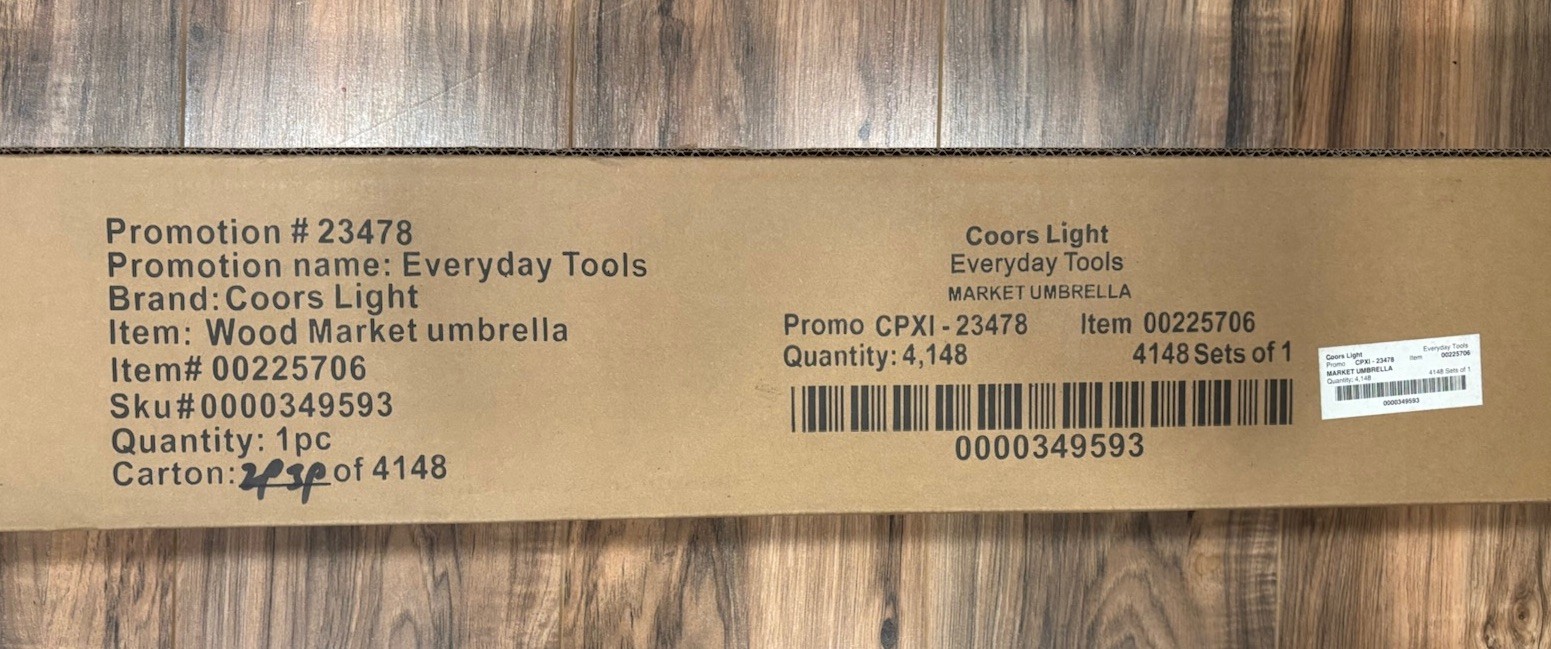 Promotion # 23478
Promotion name: Everyday Tools
Brand: Coors Light
Item: Wood Market umbrella
Item# 00225706
Sku#0000349593
Quantity: 1pc
Carton: of 4148
Coors Light
Everyday Tools
MARKET UMBRELLA
Promo CPXI - 23478 Item 00225706
Quantity: 4,148 4148 Sets of 1
0000349593
Coors Light Everyday Tools
Promo CPXI - 23478 Item 00225706
MARKET UMBRELLA
Quantity: 4,148 4148 Sets of 1
0000349593